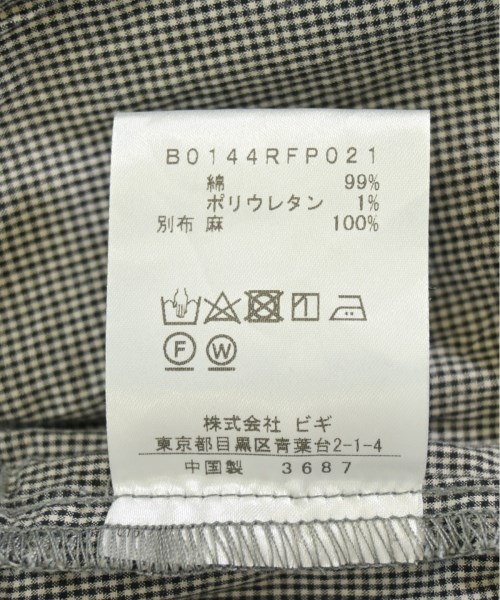 B0144RFP021
綿 99%
ポリウレタン 1%
別布 麻 100%
F W
株式会社 ビギ
東京都目黒区青葉台2-1-4
中国製 3687